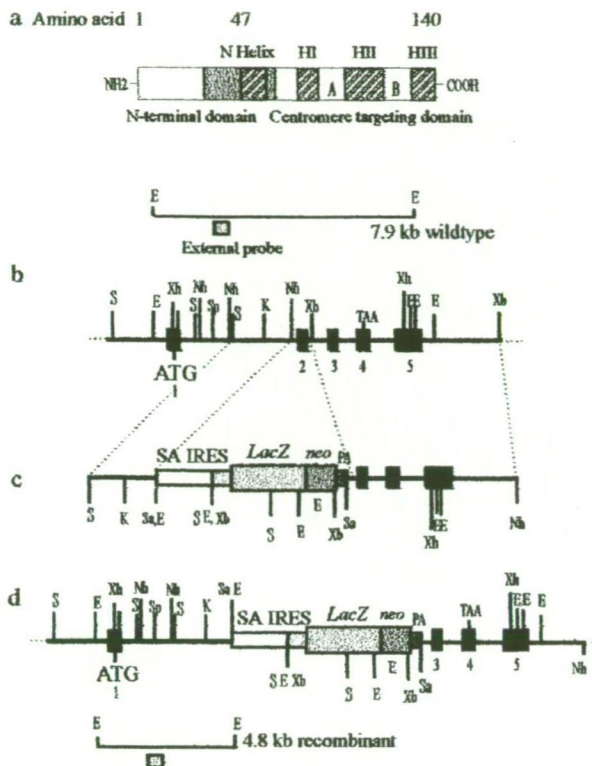 a Amino acid 1 47 140
N Helix HI HII HIII
NH2 A B COOH
N-terminal domain Centromere targeting domain
E E
7.9 kb wildtype
External probe
b
Xh Nb Nh Nh Xh Xb
S E S Sp S K Xb TAA EE E
2 3 4 5
ATG
1
SA IRES LacZ neo PA
c
S K Sa,E S E, Xb S E E Xb Sa Xh EE Nh
d
Xh Nb Nh Sa E Xh
S E S Sp S K SA IRES LacZ neo PA TAA E,E E
ATG
1
S E Xb S E E Xb Sa 3 4 5 Nh
E E
4.8 kb recombinant